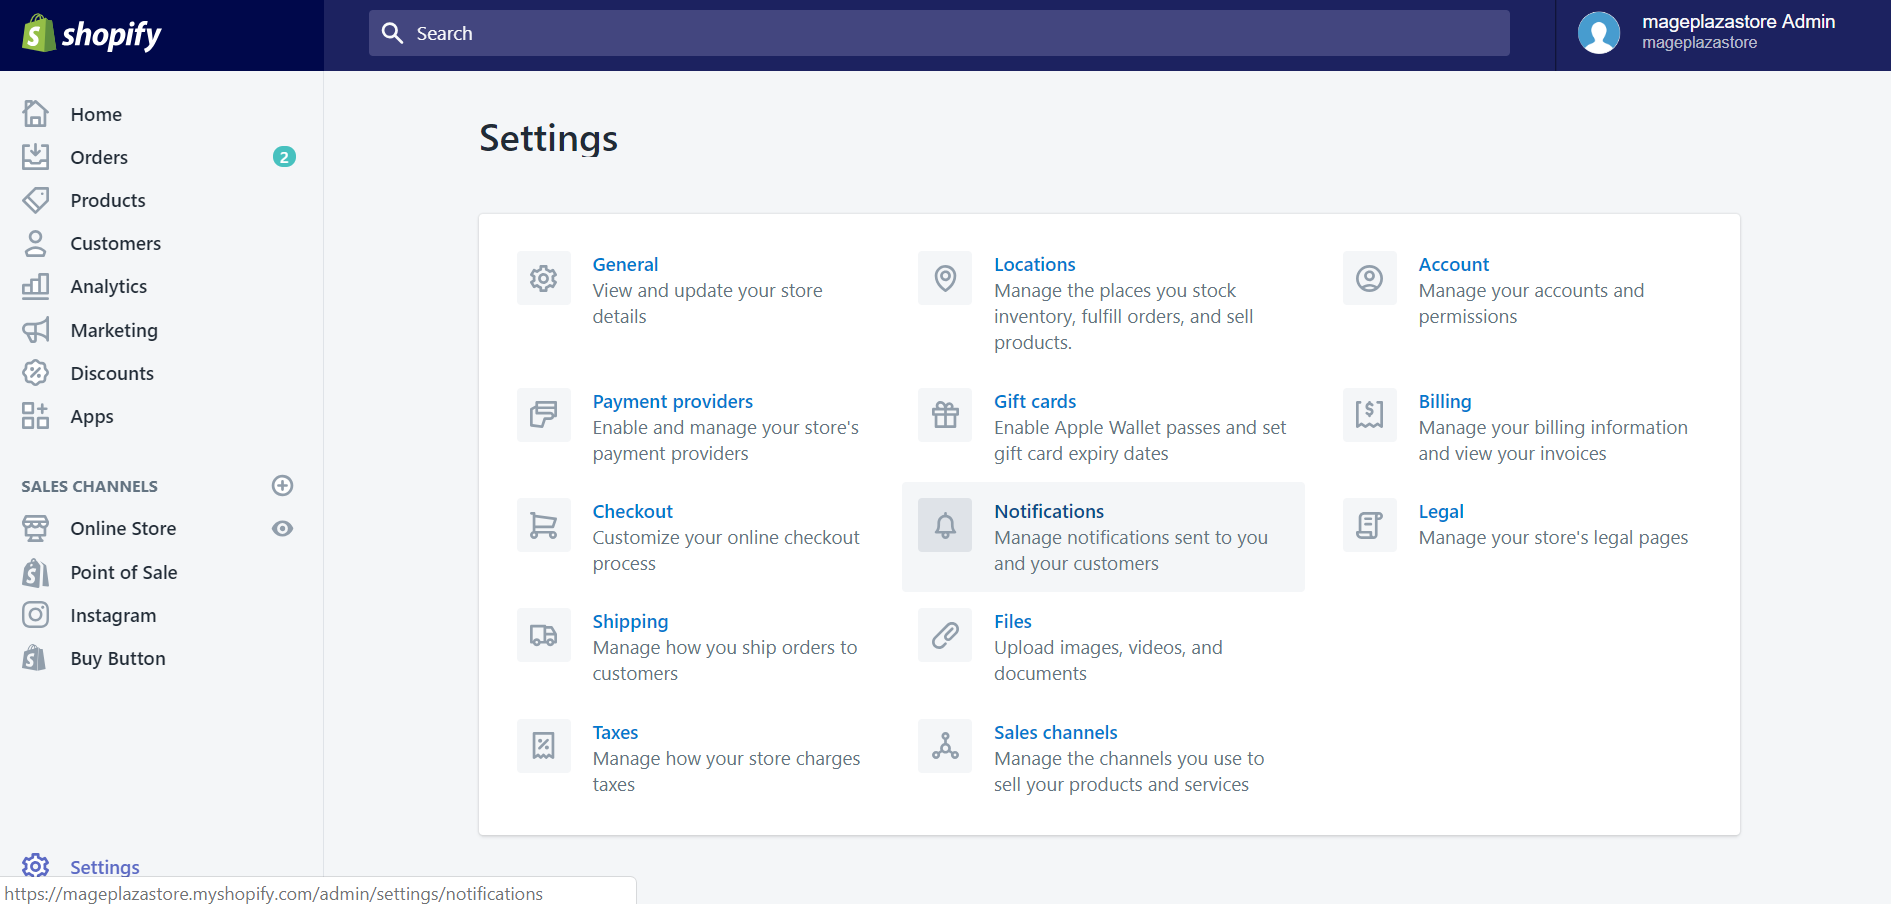 shopify
Search
mageplazastore Admin
mageplazastore
Home
Orders 2
Products
Customers
Analytics
Marketing
Discounts
Apps
SALES CHANNELS
Online Store
Point of Sale
Instagram
Buy Button
Settings
Settings
General
View and update your store
details
Locations
Manage the places you stock
inventory, fulfill orders, and sell
products.
Account
Manage your accounts and
permissions
Payment providers
Enable and manage your store's
payment providers
Gift cards
Enable Apple Wallet passes and set
gift card expiry dates
Billing
Manage your billing information
and view your invoices
Checkout
Customize your online checkout
process
Notifications
Manage notifications sent to you
and your customers
Legal
Manage your store's legal pages
Shipping
Manage how you ship orders to
customers
Files
Upload images, videos, and
documents
Taxes
Manage how your store charges
taxes
Sales channels
Manage the channels you use to
sell your products and services
https://mageplazastore.myshopify.com/admin/settings/notifications